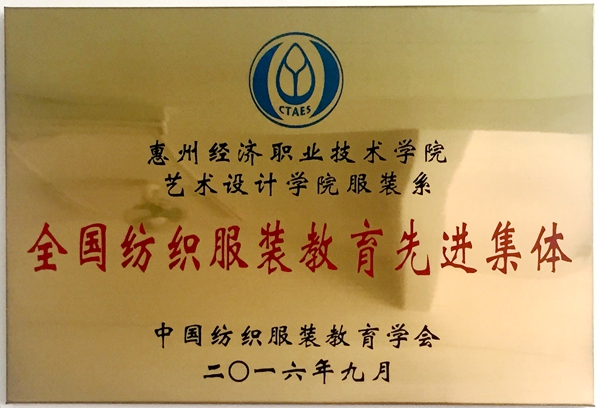 CTAES
惠州经济职业技术学院
艺术设计学院服装系
全国纺织服装教育先进集体
中国纺织服装教育学会
二〇一六年九月